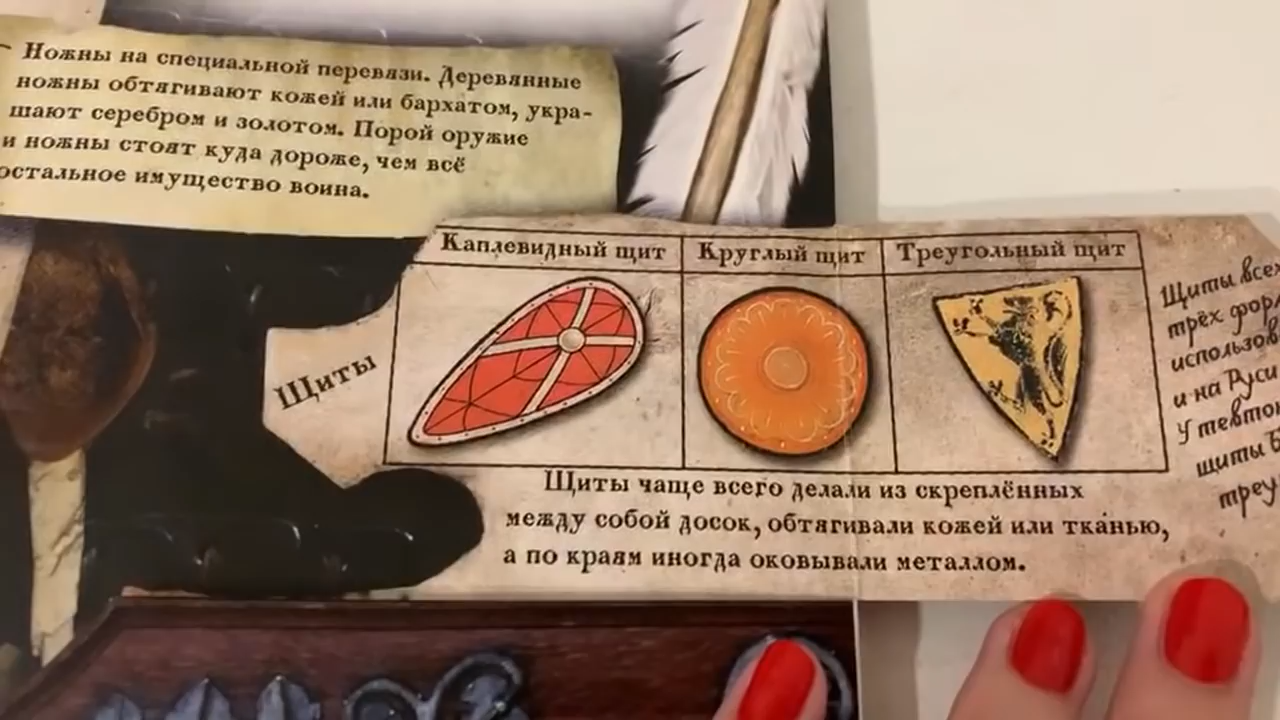 Ножны на специальной перевязи. Деревянные
ножны обтягивают кожей или бархатом, укра-
шают серебром и золотом. Порой оружие
и ножны стоят куда дороже, чем всё
остальное имущество воина.
Щиты
Каплевидный щит
Круглый щит
Треугольный щит
Щиты чаще всего делали из скреплённых
между собой досок, обтягивали кожей или тканью,
а по краям иногда оковывали металлом.
Щиты всех
трёх
и на Руси
щиты